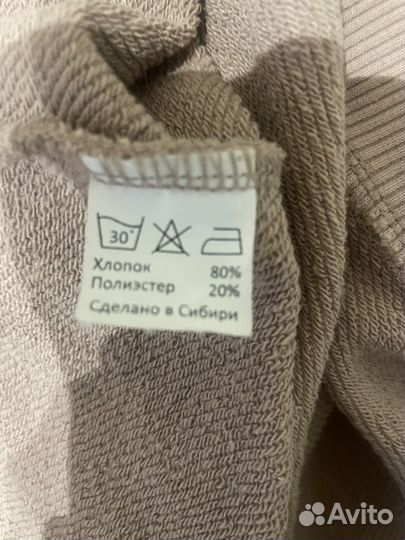 30°
Хлопок 80%
Полиэстер 20%
Сделано в Сибири
Avito